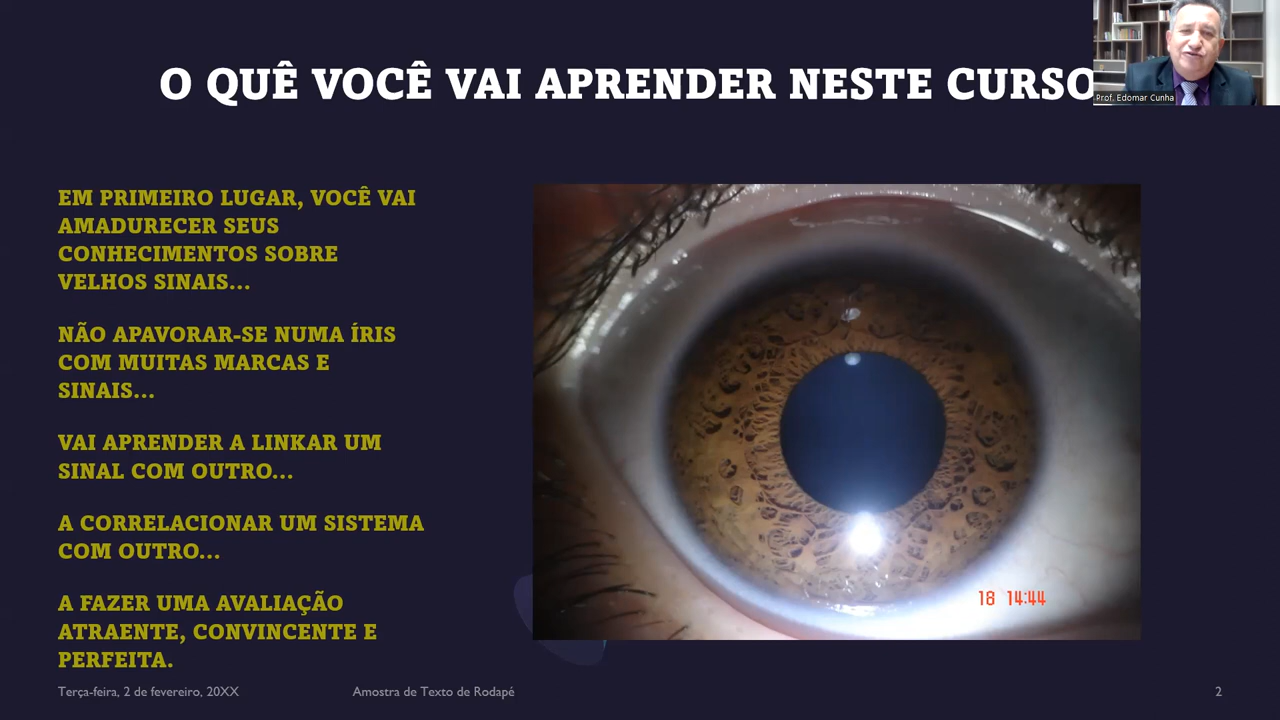 O QUÊ VOCÊ VAI APRENDER NESTE CURSO
Prof. Edomar Cunha
EM PRIMEIRO LUGAR, VOCÊ VAI
AMADURECER SEUS
CONHECIMENTOS SOBRE
VELHOS SINAIS...
NÃO APAVORAR-SE NUMA ÍRIS
COM MUITAS MARCAS E
SINAIS...
VAI APRENDER A LINKAR UM
SINAL COM OUTRO...
A CORRELACIONAR UM SISTEMA
COM OUTRO...
A FAZER UMA AVALIAÇÃO
ATRAENTE, CONVINCENTE E
PERFEITA.
18 14:44
Terça-feira, 2 de fevereiro, 20XX
Amostra de Texto de Rodapé
2